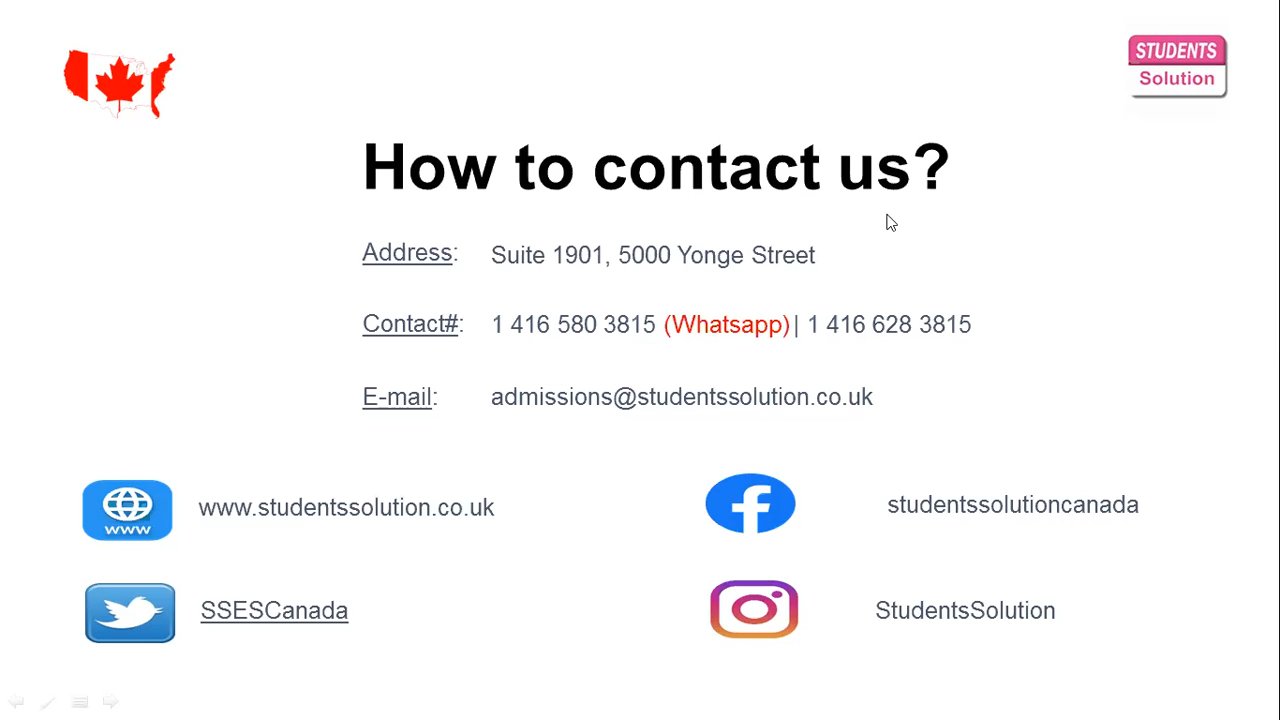 STUDENTS
Solution
How to contact us?
Address: Suite 1901, 5000 Yonge Street
Contact#: 1 416 580 3815 (Whatsapp) | 1 416 628 3815
E-mail: admissions@studentssolution.co.uk
www.studentssolution.co.uk
WWW
studentssolutioncanada
SSESCanada
StudentsSolution